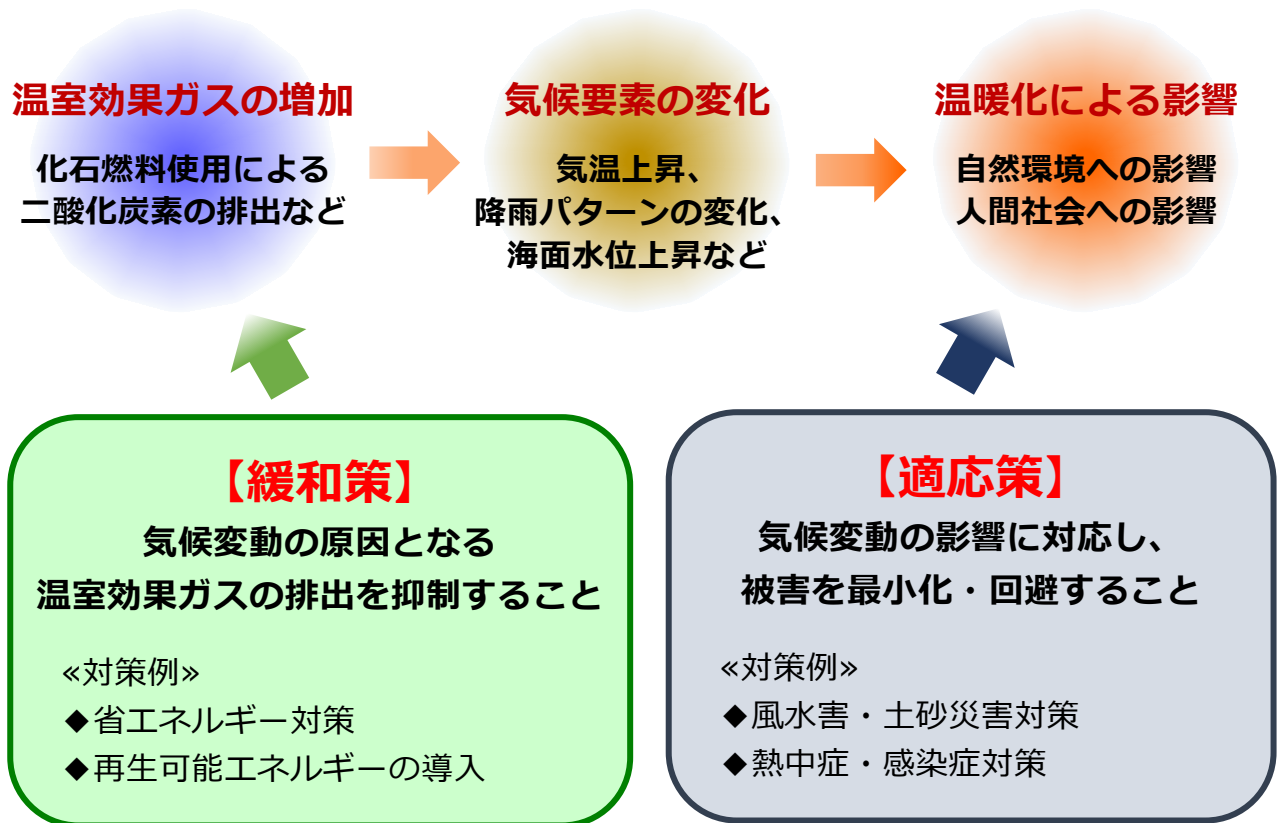 温室効果ガスの増加
化石燃料使用による
二酸化炭素の排出など
気候要素の変化
気温上昇、
降雨パターンの変化、
海面水位上昇など
温暖化による影響
自然環境への影響
人間社会への影響
【緩和策】
気候変動の原因となる
温室効果ガスの排出を抑制すること
«対策例»
◆省エネルギー対策
◆再生可能エネルギーの導入
【適応策】
気候変動の影響に対応し、
被害を最小化・回避すること
«対策例»
◆風水害・土砂災害対策
◆熱中症・感染症対策